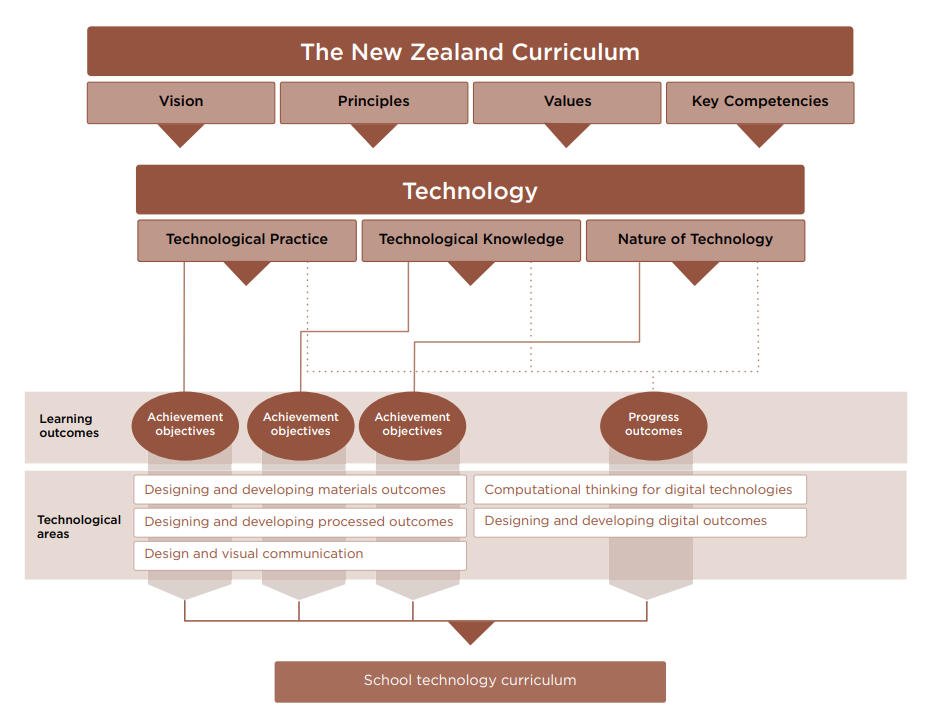 The New Zealand Curriculum
Vision
Principles
Values
Key Competencies
Technology
Technological Practice
Technological Knowledge
Nature of Technology
Learning
outcomes
Achievement
objectives
Achievement
objectives
Achievement
objectives
Progress
outcomes
Technological
areas
Designing and developing materials outcomes
Designing and developing processed outcomes
Design and visual communication
Computational thinking for digital technologies
Designing and developing digital outcomes
School technology curriculum